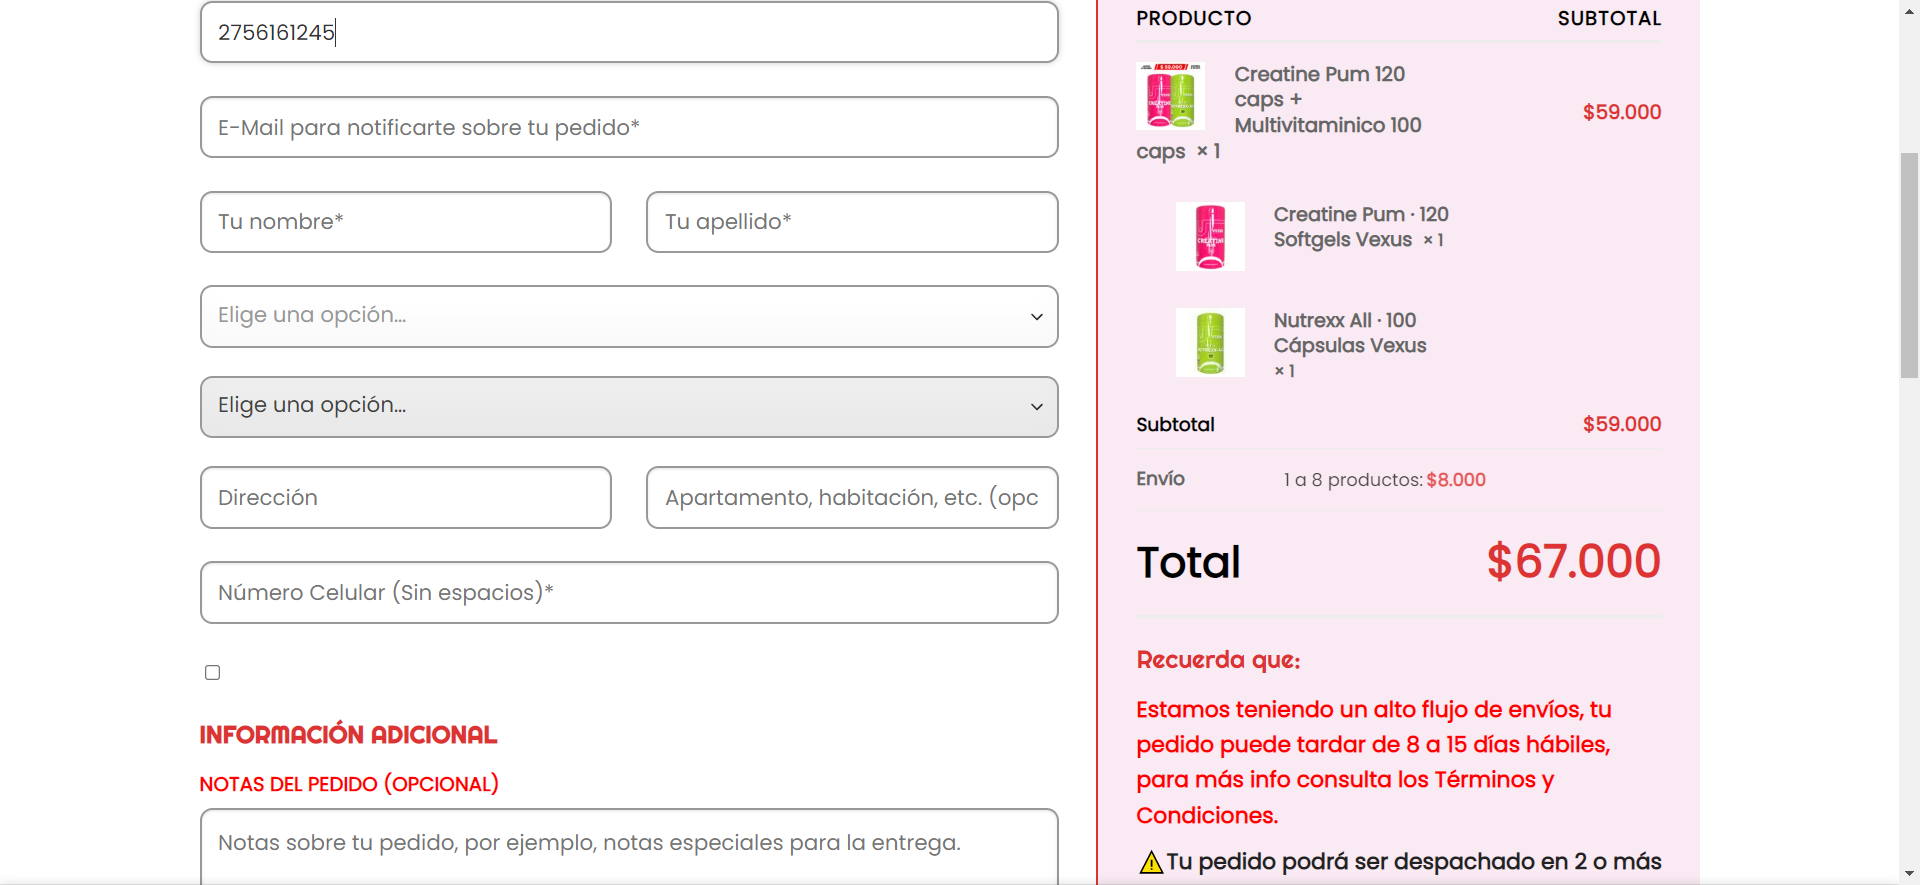 2756161245
E-Mail para notificarte sobre tu pedido*
Tu nombre*
Tu apellido*
Elige una opción...
Elige una opción...
Dirección
Apartamento, habitación, etc. (opc
Número Celular (Sin espacios)*
INFORMACIÓN ADICIONAL
NOTAS DEL PEDIDO (OPCIONAL)
Notas sobre tu pedido, por ejemplo, notas especiales para la entrega.
PRODUCTO
SUBTOTAL
Creatine Pum 120
caps +
Multivitaminico 100
caps × 1
$59.000
Creatine Pum · 120
Softgels Vexus × 1
Nutrexx All · 100
Cápsulas Vexus
× 1
Subtotal
$59.000
Envío
1 a 8 productos: $8.000
Total
$67.000
Recuerda que:
Estamos teniendo un alto flujo de envíos, tu
pedido puede tardar de 8 a 15 días hábiles,
para más info consulta los Términos y
Condiciones.
⚠Tu pedido podrá ser despachado en 2 o más